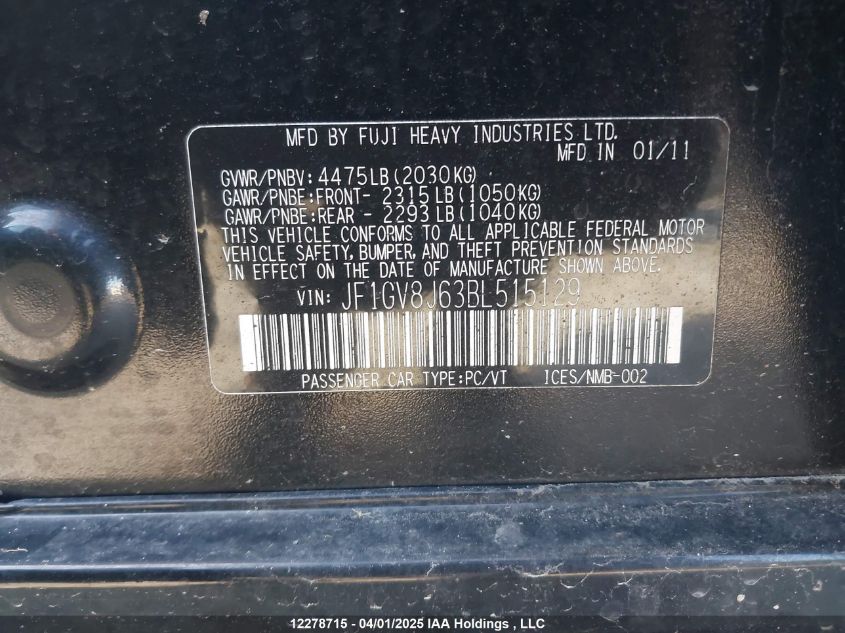 MFD BY FUJI HEAVY INDUSTRIES LTD.
MFD IN 01/11
GVWR/PNBV: 4475LB(2030KG)
GAWR/PNBE:FRONT- 2315LB(1050KG)
GAWR/PNBE:REAR - 2293LB(1040KG)
THIS VEHICLE CONFORMS TO ALL APPLICABLE FEDERAL MOTOR
VEHICLE SAFETY, BUMPER, AND THEFT PREVENTION STANDARDS
IN EFFECT ON THE DATE OF MANUFACTURE SHOWN ABOVE.
VIN: JF1GV8J63BL515129
PASSENGER CAR TYPE:PC/VT ICES/NMB-002
12278715 - 04/01/2025 IAA Holdings , LLC